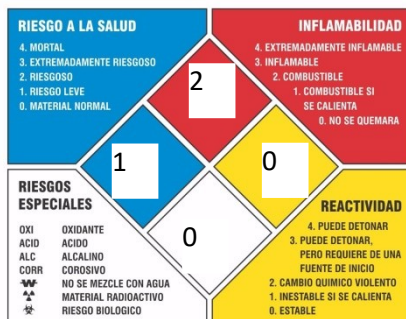 RIESGO A LA SALUD
4. MORTAL
3. EXTREMADAMENTE RIESGOSO
2. RIESGOSO
1. RIESGO LEVE
0. MATERIAL NORMAL
INFLAMABILIDAD
4. EXTREMADAMENTE INFLAMABLE
3. INFLAMABLE
2. COMBUSTIBLE
1. COMBUSTIBLE SI
SE CALIENTA
0. NO SE QUEMARA
2
1
0
0
RIESGOS
ESPECIALES
OXI OXIDANTE
ACID ACIDO
ALC ALCALINO
CORR COROSIVO
W NO SE MEZCLE CON AGUA
MATERIAL RADIOACTIVO
RIESGO BIOLOGICO
REACTIVIDAD
4. PUEDE DETONAR
3. PUEDE DETONAR,
PERO REQUIERE DE UNA
FUENTE DE INICIO
2. CAMBIO QUIMICO VIOLENTO
1. INESTABLE SI SE CALIENTA
0. ESTABLE